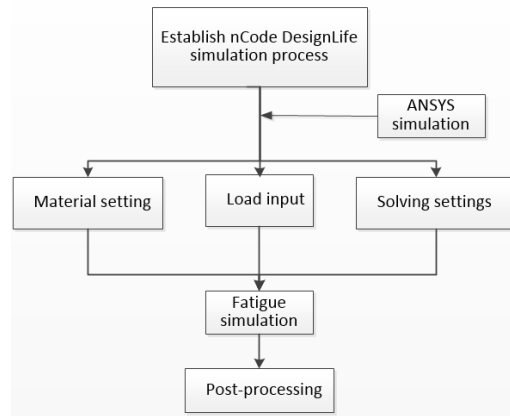 Establish nCode DesignLife
simulation process
ANSYS
simulation
Material setting
Load input
Solving settings
Fatigue
simulation
Post-processing